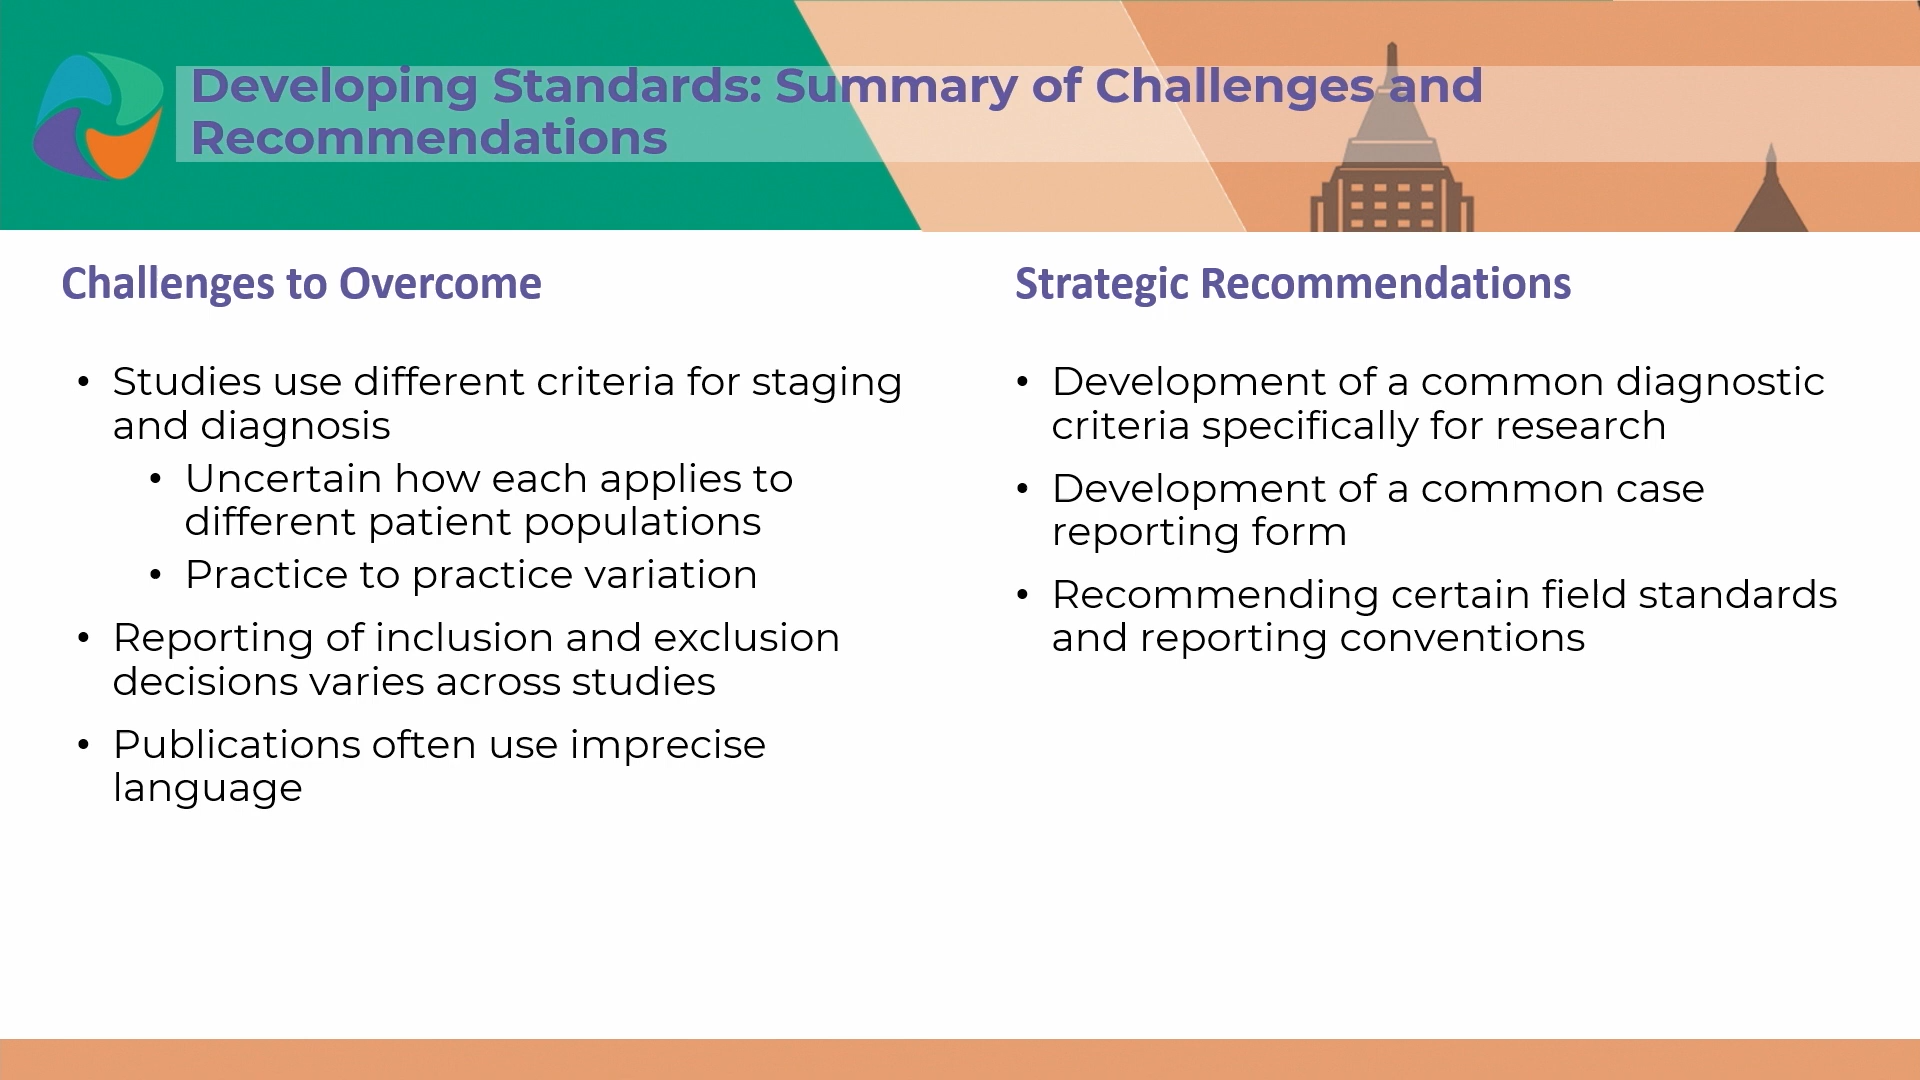 Developing Standards: Summary of Challenges and
Recommendations
Challenges to Overcome
• Studies use different criteria for staging
and diagnosis
• Uncertain how each applies to
different patient populations
• Practice to practice variation
• Reporting of inclusion and exclusion
decisions varies across studies
• Publications often use imprecise
language
Strategic Recommendations
• Development of a common diagnostic
criteria specifically for research
• Development of a common case
reporting form
• Recommending certain field standards
and reporting conventions